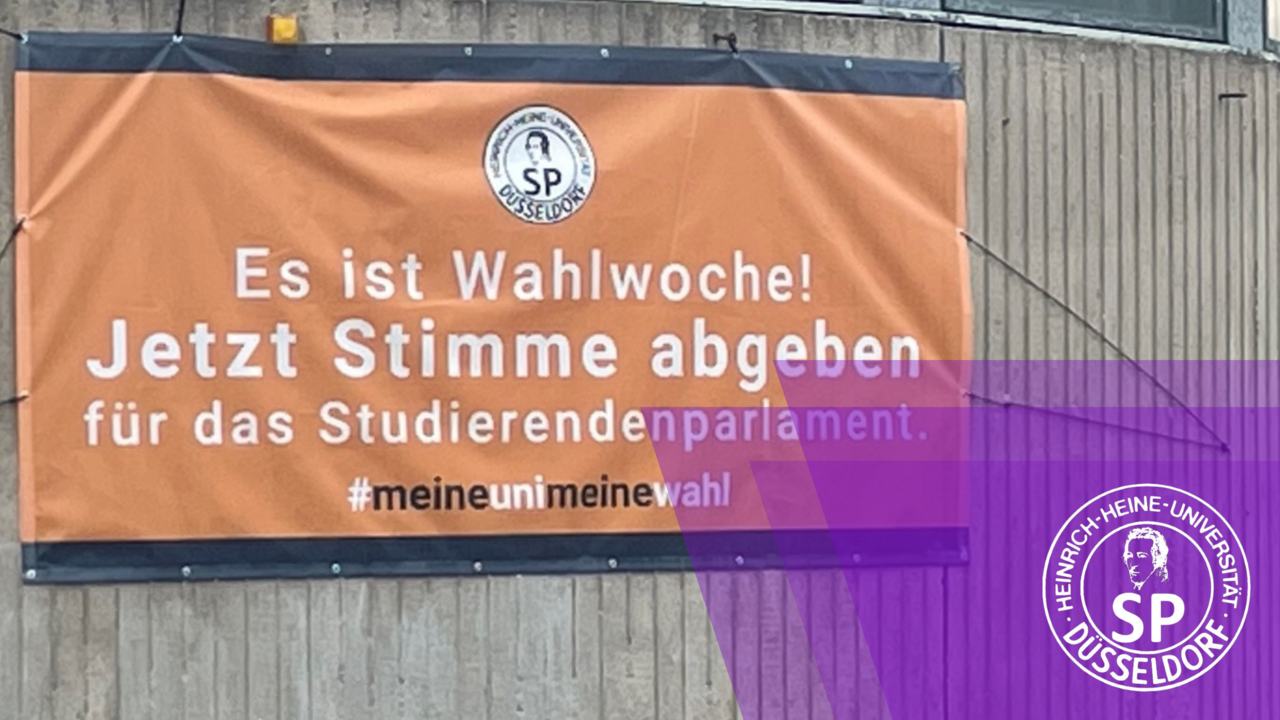 HEINRICH-HEINE-UNIVERSITÄT
SP
DÜSSELDORF
Es ist Wahlwoche!
Jetzt Stimme abgeben
für das Studierendenparlament.
#meineunimeinewahl
HEINRICH-HEINE-UNIVERSITÄT
SP
· DÜSSELDORF ·